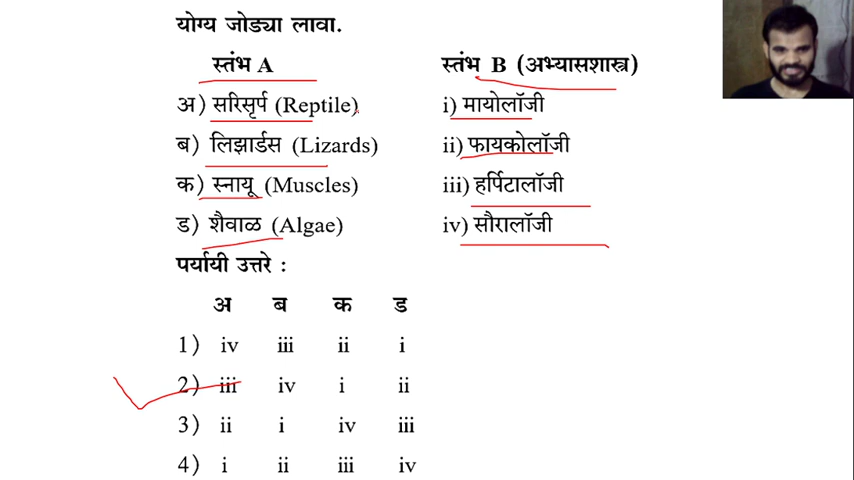 योग्य जोड्या लावा.
स्तंभ A स्तंभ B (अभ्यासशास्त्र)
अ) सरिसृर्प (Reptile) i) मायोलॉजी
ब) लिझार्डस (Lizards) ii) फायकोलॉजी
क) स्नायू (Muscles) iii) हर्पिटालॉजी
ड) शैवाळ (Algae) iv) सौरालॉजी
पर्यायी उत्तरे :
अ ब क ड
1) iv iii ii i
2) iii iv i ii
3) ii i iv iii
4) i ii iii iv